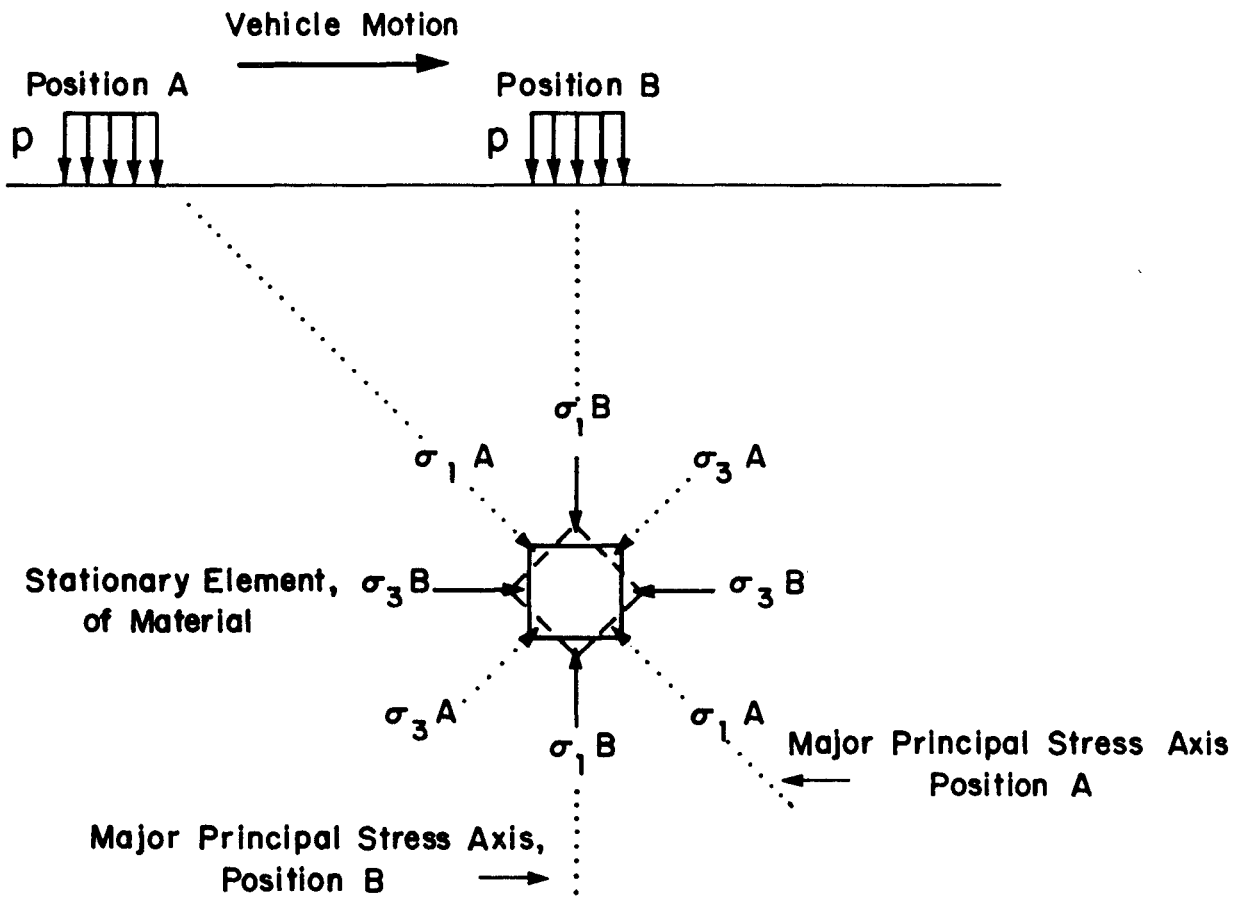 Vehicle Motion
Position A
Position B
p
p
σ1 B
σ1 A
σ3 A
Stationary Element,
of Material
σ3 B
σ3 B
σ3 A
σ1 A
σ1 B
Major Principal Stress Axis
Position A
Major Principal Stress Axis,
Position B